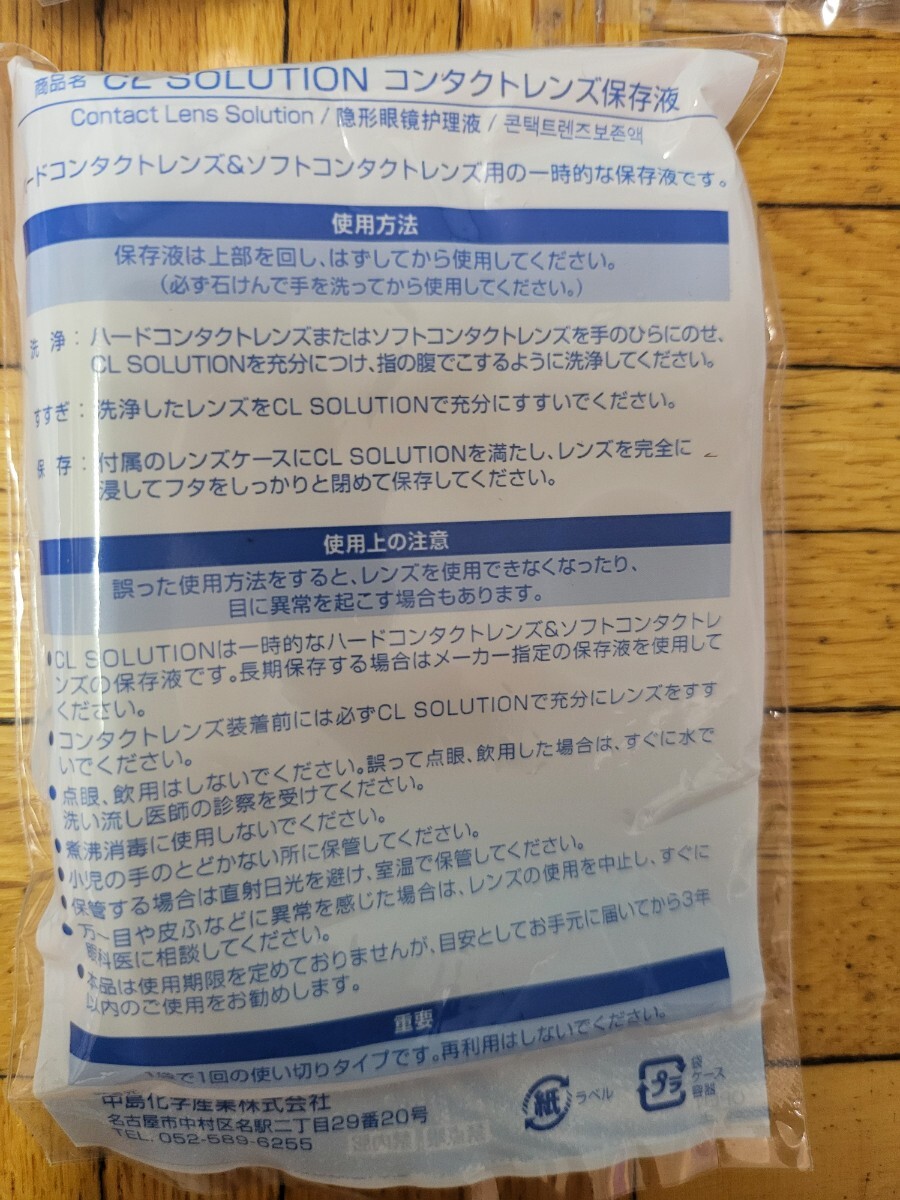 商品名 CL SOLUTION コンタクトレンズ保存液
Contact Lens Solution / 隐形眼镜护理液 / 콘택트렌즈보존액
ードコンタクトレンズ&ソフトコンタクトレンズ用の一時的な保存液です。
使用方法
保存液は上部を回し、はずしてから使用してください。
(必ず石けんで手を洗ってから使用してください。)
洗 浄 : ハードコンタクトレンズまたはソフトコンタクトレンズを手のひらにのせ、
CL SOLUTIONを充分につけ、指の腹でこするように洗浄してください。
すすぎ : 洗浄したレンズをCL SOLUTIONで充分にすすいでください。
保 存 : 付属のレンズケースにCL SOLUTIONを満たし、レンズを完全に
浸してフタをしっかりと閉めて保存してください。
使用上の注意
誤った使用方法をすると、レンズを使用できなくなったり、
目に異常を起こす場合もあります。
•CL SOLUTIONは一時的なハードコンタクトレンズ&ソフトコンタクトレ
ンズの保存液です。長期保存する場合はメーカー指定の保存液を使用して
ください。
•コンタクトレンズ装着前には必ずCL SOLUTIONで充分にレンズをすす
いでください。
•点眼、飲用はしないでください。誤って点眼、飲用した場合は、すぐに水で
洗い流し医師の診察を受けてください。
•煮沸消毒に使用しないでください。
•小児の手のとどかない所に保管してください。
•保管する場合は直射日光を避け、室温で保管してください。
•万一目や皮ふなどに異常を感じた場合は、レンズの使用を中止し、すぐに
眼科医に相談してください。
•本品は使用期限を定めておりませんが、目安としてお手元に届いてから3年
以内のご使用をお勧めします。
重要
1袋で1回の使い切りタイプです。再利用はしないでください。
中島化学産業株式会社
名古屋市中村区名駅二丁目29番20号
TEL. 052-589-6255
紙 ラベル
プラ 袋
ケース
容器